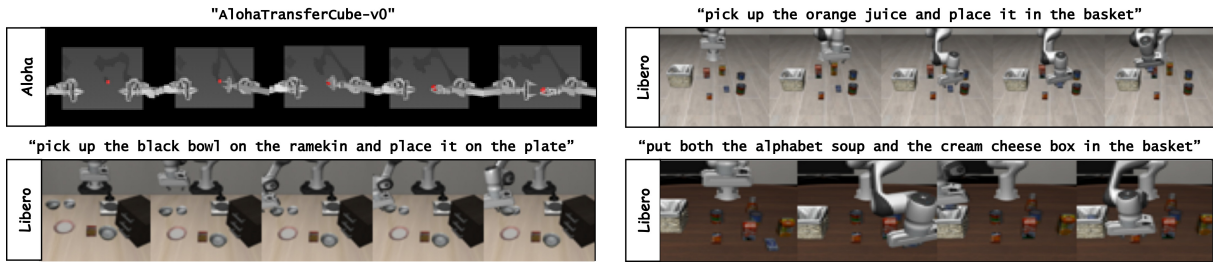 "AlohaTransferCube-v0"
Aloha
“pick up the orange juice and place it in the basket”
Libero
“pick up the black bowl on the ramekin and place it on the plate”
Libero
“put both the alphabet soup and the cream cheese box in the basket”
Libero